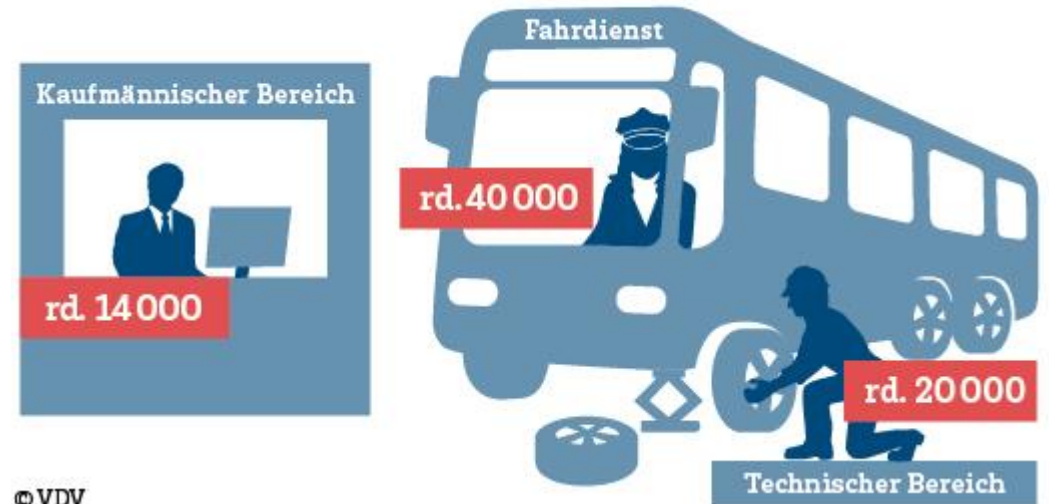 Fahrdienst
Kaufmännischer Bereich
rd. 40 000
rd. 14 000
rd. 20 000
Technischer Bereich
© VDV